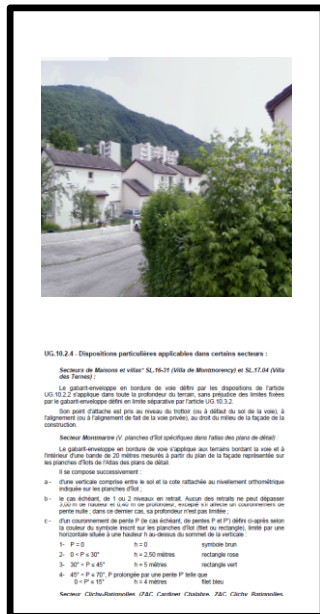 UG.10.2.4 - Dispositions particulières applicables dans certains secteurs :
Secteurs de Maisons et villas* SL.16-31 (Villa de Montmorency) et SL.17.04 (Villa
des Ternes) :
Le gabarit-enveloppe en bordure de voie défini par les dispositions de l'article
UG.10.2.2 s'applique dans toute la profondeur du terrain, sans préjudice des limites fixées
par le gabarit-enveloppe défini en limite séparative par l'article UG.10.3.2.
Son point d'attache est pris au niveau du trottoir (ou à défaut du sol de la voie), à
l'alignement (ou à l'alignement de fait de la voie privée), au droit du milieu de la façade de la
construction.
Secteur Montmartre (V. planches d'îlot spécifiques dans l'atlas des plans de détail) :
Le gabarit-enveloppe en bordure de voie s'applique aux terrains bordant la voie et à
l'intérieur d'une bande de 20 mètres mesurés à partir du plan de la façade représentée sur
les planches d'îlots de l'Atlas des plans de détail.
Il se compose successivement :
a - d'une verticale comprise entre le sol et la cote rattachée au nivellement orthométrique
indiquée sur les planches d'îlot ;
b - le cas échéant, de 1 ou 2 niveaux en retrait. Aucun des retraits ne peut dépasser
3,00 m de hauteur et 0,40 m de profondeur, excepté s'il affecte un couronnement de
pente nulle ; dans ce dernier cas, sa profondeur n'est pas limitée ;
c - d'un couronnement de pente P (le cas échéant, de pentes P et P') défini ci-après selon
la couleur du symbole inscrit sur les planches d'îlot (filet ou rectangle), limité par une
horizontale située à une hauteur h au-dessus du sommet de la verticale :
1- P = 0 h = 0 symbole brun
2- 0 < P ≤ 30° h = 2,50 mètres rectangle rose
3- 30° < P ≤ 45° h = 5 mètres rectangle vert
4- 45° < P ≤ 70°, P prolongée par une pente P' telle que
0 < P' ≤ 15° h = 4 mètres filet bleu
Secteur Clichy-Batignolles (ZAC Cardinet Chalabre, ZAC Clichy Batignolles,